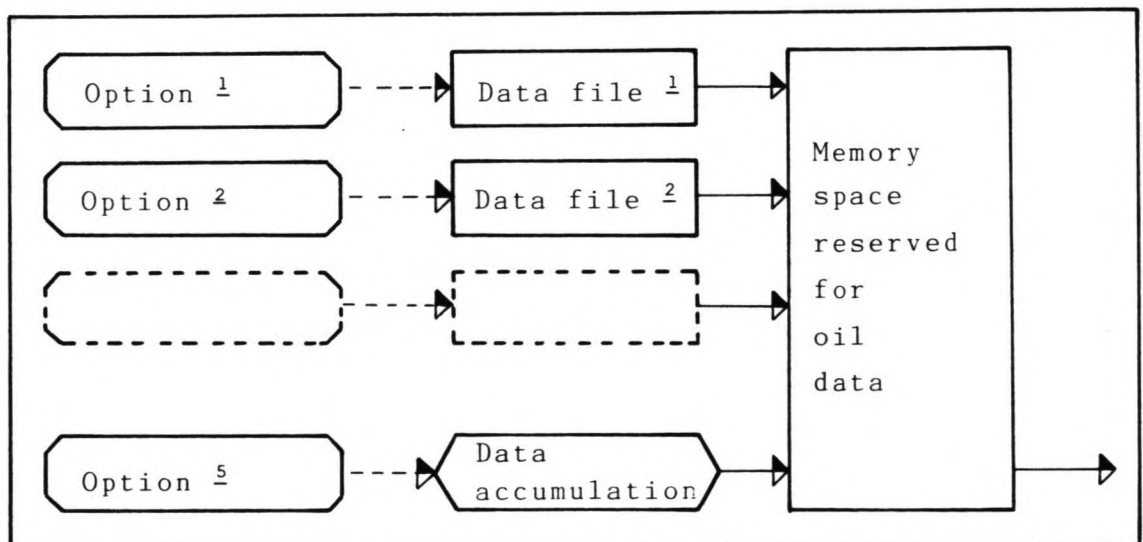 Option 1
Data file 1
Option 2
Data file 2
Memory
space
reserved
for
oil
data
Option 5
Data
accumulation